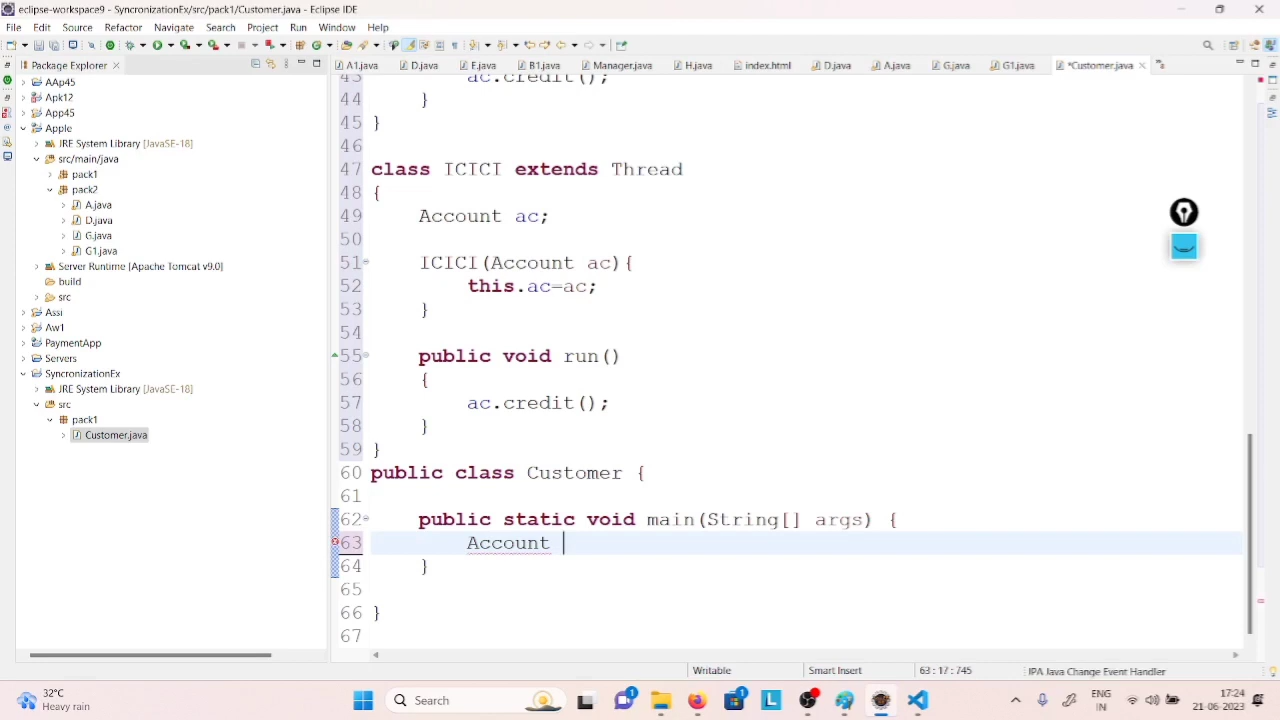 eclipse-workspace9 - SyncronizationEx/src/pack1/Customer.java - Eclipse IDE
File Edit Source Refactor Navigate Search Project Run Window Help
Package Explorer
A1.java D.java E.java B1.java Manager.java H.java index.html D.java A.java G.java G1.java *Customer.java
AAp45
Apk12
App45
Apple
JRE System Library [JavaSE-18]
src/main/java
pack1
pack2
A.java
D.java
G.java
G1.java
Server Runtime [Apache Tomcat v9.0]
build
src
Assi
Aw1
PaymentApp
Servers
SyncronizationEx
JRE System Library [JavaSE-18]
src
pack1
Customer.java
43 ac.credit();
44 }
45 }
46
47 class ICICI extends Thread
48 {
49 Account ac;
50
51 ICICI(Account ac){
52 this.ac=ac;
53 }
54
55 public void run()
56 {
57 ac.credit();
58 }
59 }
60 public class Customer {
61
62 public static void main(String[] args) {
63 Account
64 }
65
66 }
67
Writable Smart Insert 63:17:745 JPA Java Change Event Handler
32°C
Heavy rain
Search
1
1
L
ENG
IN
17:24
21-06-2023